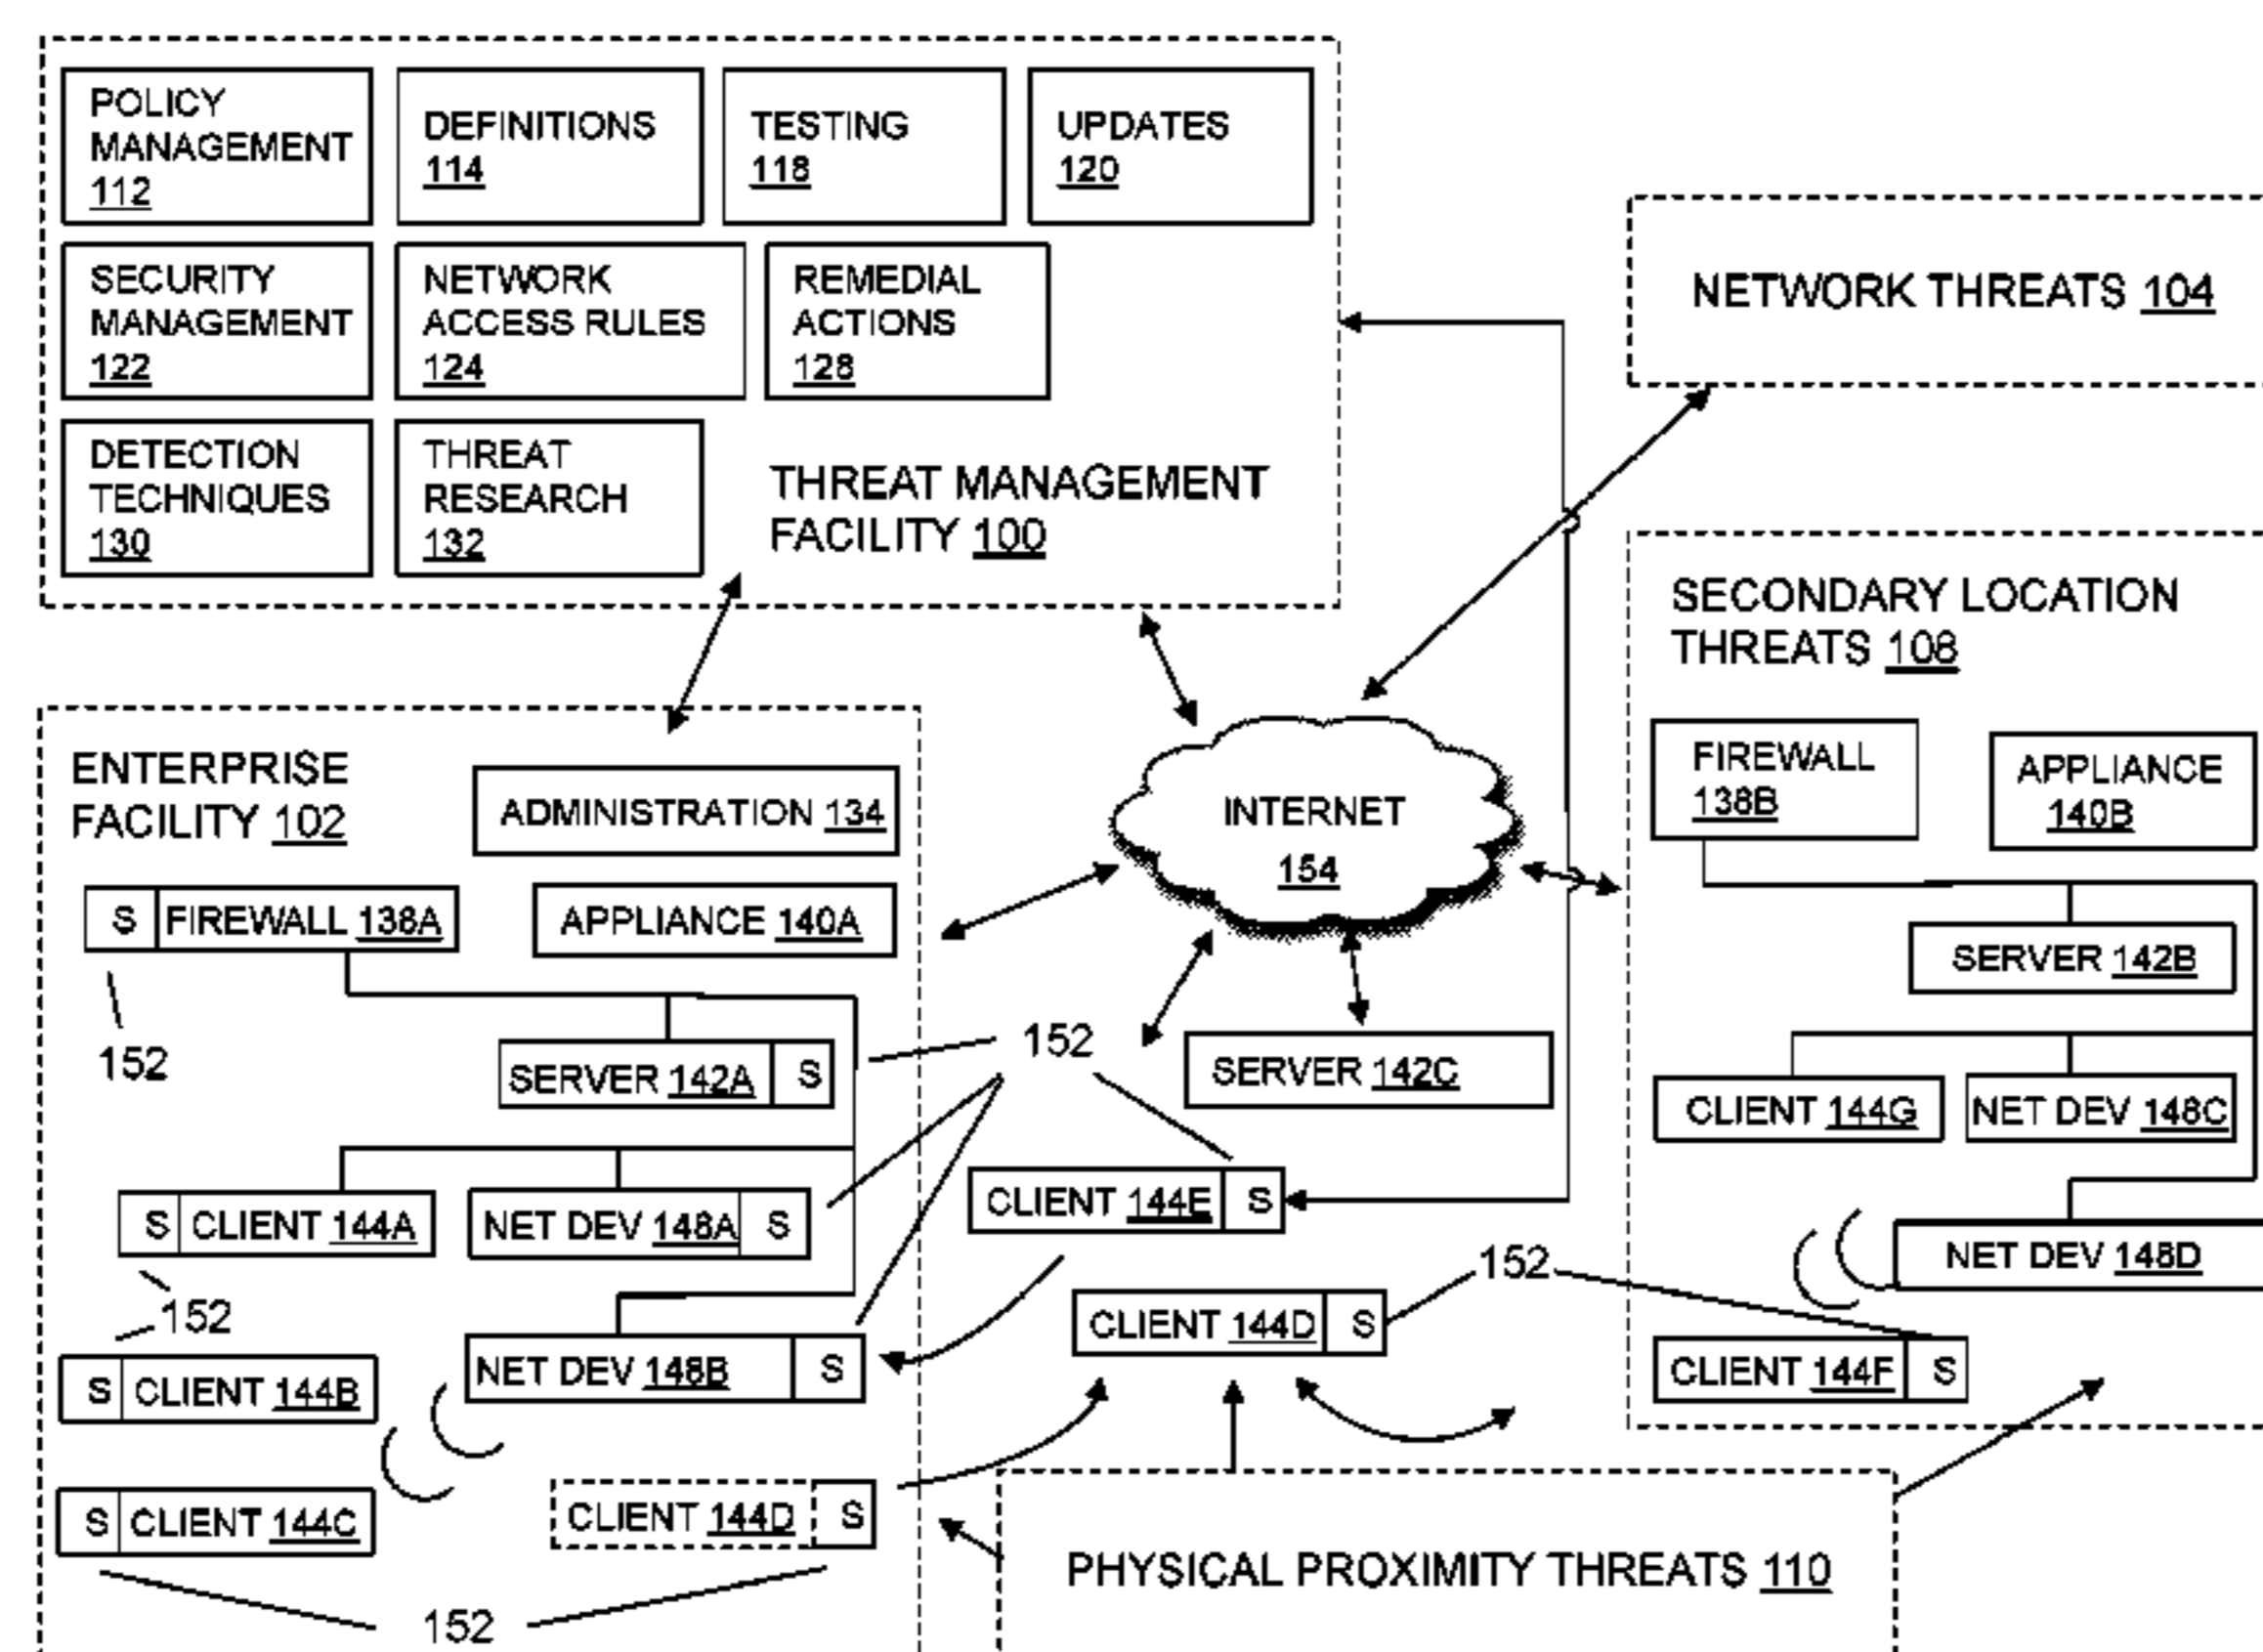 POLICY
MANAGEMENT
112
DEFINITIONS
114
TESTING
118
UPDATES
120
SECURITY
MANAGEMENT
122
NETWORK
ACCESS RULES
124
REMEDIAL
ACTIONS
128
DETECTION
TECHNIQUES
130
THREAT
RESEARCH
132
THREAT MANAGEMENT
FACILITY 100
NETWORK THREATS 104
SECONDARY LOCATION
THREATS 108
FIREWALL
138B
APPLIANCE
140B
SERVER 142B
CLIENT 144G
NET DEV 148C
NET DEV 148D
CLIENT 144F S
ENTERPRISE
FACILITY 102
ADMINISTRATION 134
S FIREWALL 138A
APPLIANCE 140A
152
SERVER 142A S
S CLIENT 144A
NET DEV 148A S
152
S CLIENT 144B
NET DEV 148B S
S CLIENT 144C
CLIENT 144D S
152
INTERNET
154
152
SERVER 142C
CLIENT 144E S
CLIENT 144D S
152
PHYSICAL PROXIMITY THREATS 110